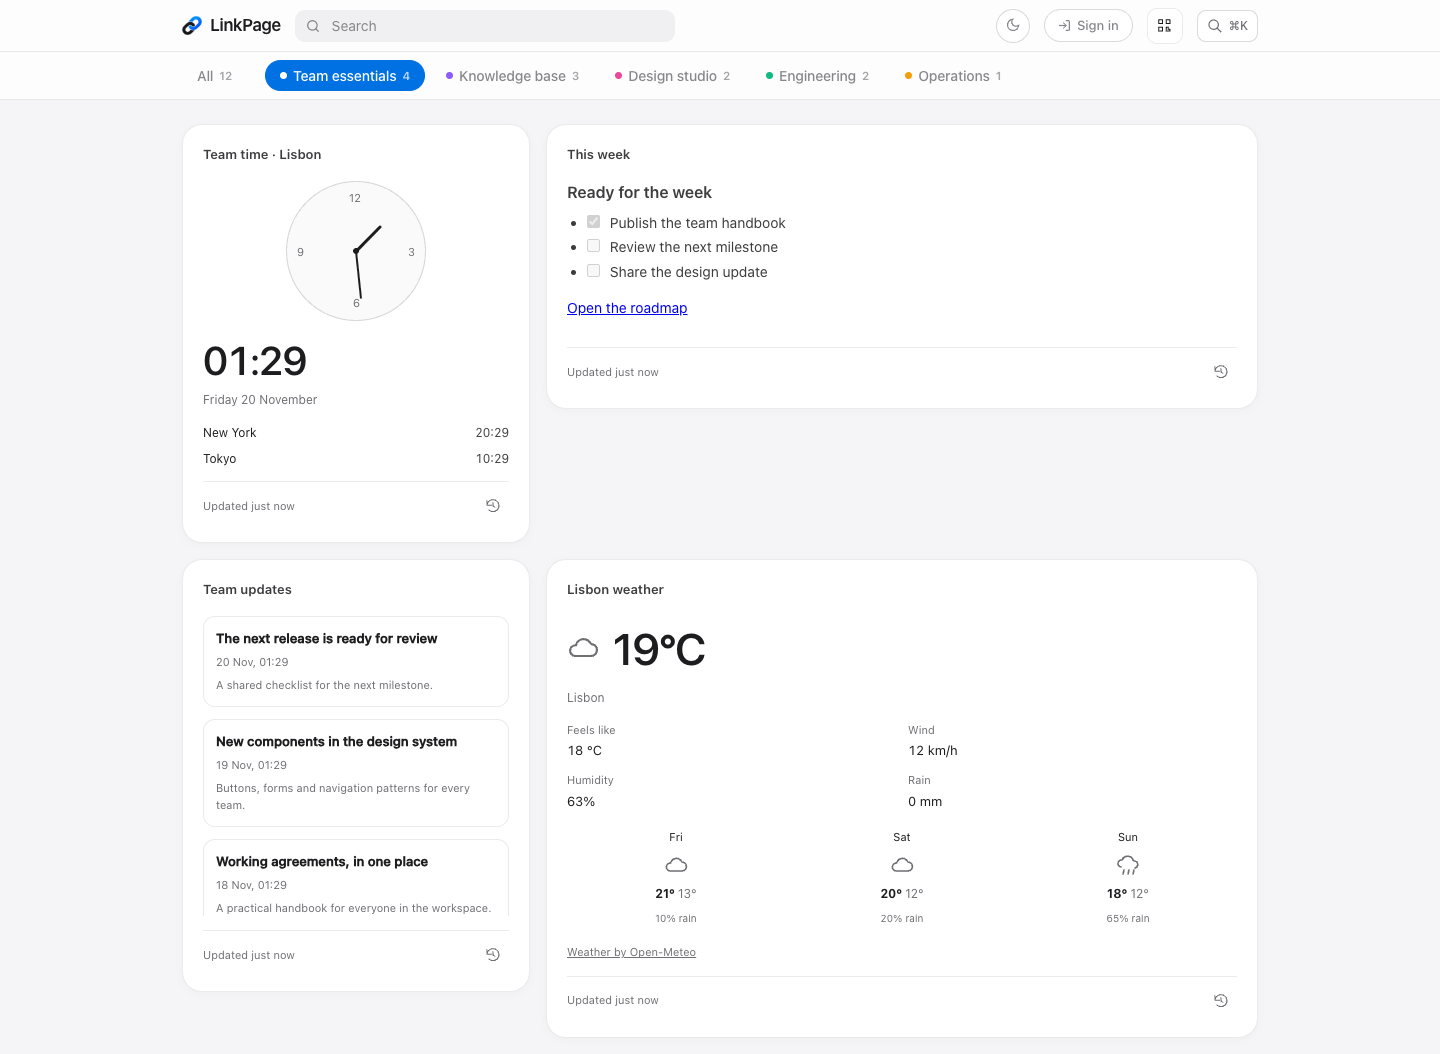 LinkPage
Search
Sign in
⌘K
All 12
Team essentials 4
Knowledge base 3
Design studio 2
Engineering 2
Operations 1
Team time · Lisbon
12
9
3
6
01:29
Friday 20 November
New York 20:29
Tokyo 10:29
Updated just now
This week
Ready for the week
Publish the team handbook
Review the next milestone
Share the design update
Open the roadmap
Updated just now
Team updates
The next release is ready for review
20 Nov, 01:29
A shared checklist for the next milestone.
New components in the design system
19 Nov, 01:29
Buttons, forms and navigation patterns for every
team.
Working agreements, in one place
18 Nov, 01:29
A practical handbook for everyone in the workspace.
Updated just now
Lisbon weather
19°C
Lisbon
Feels like
18 °C
Wind
12 km/h
Humidity
63%
Rain
0 mm
Fri
21° 13°
10% rain
Sat
20° 12°
20% rain
Sun
18° 12°
65% rain
Weather by Open-Meteo
Updated just now